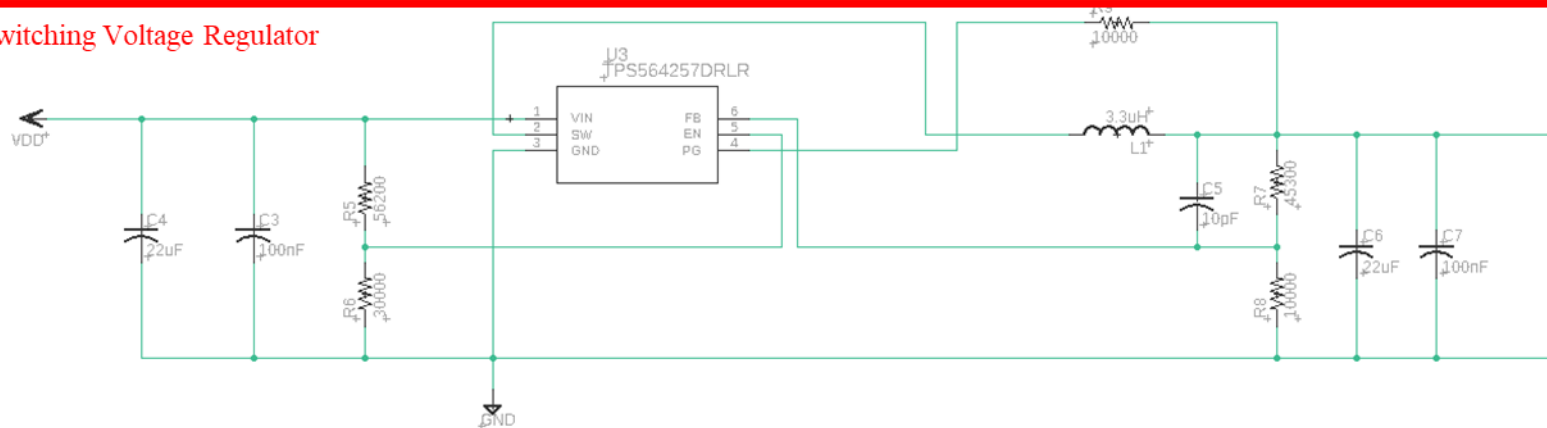 witching Voltage Regulator
10000
U3
TPS564257DRLR
VDD
1 VIN FB 6
2 SW EN 5
3 GND PG 4
3.3uH
L1
C4
22uF
C3
100nF
R5
56200
R6
30000
C5
10pF
R7
45300
R8
10000
C6
22uF
C7
100nF
GND